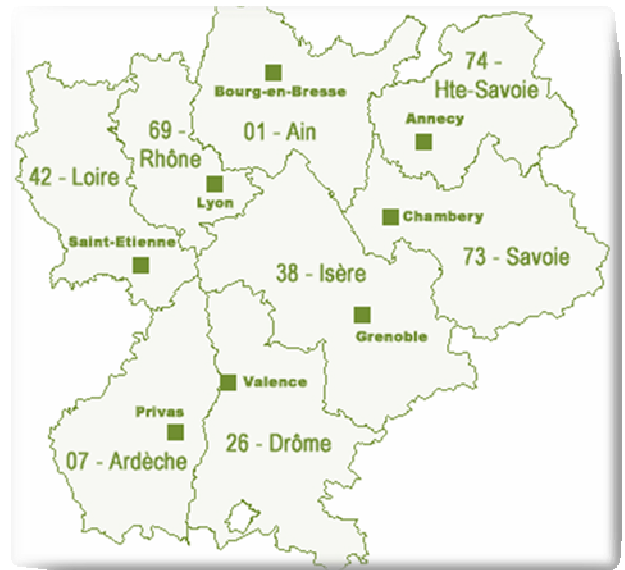 74 -
Hte-Savoie
Bourg-en-Bresse
Annecy
69 -
Rhône
01 - Ain
42 - Loire
Lyon
Chambery
Saint-Etienne
73 - Savoie
38 - Isère
Grenoble
Valence
Privas
26 - Drôme
07 - Ardèche